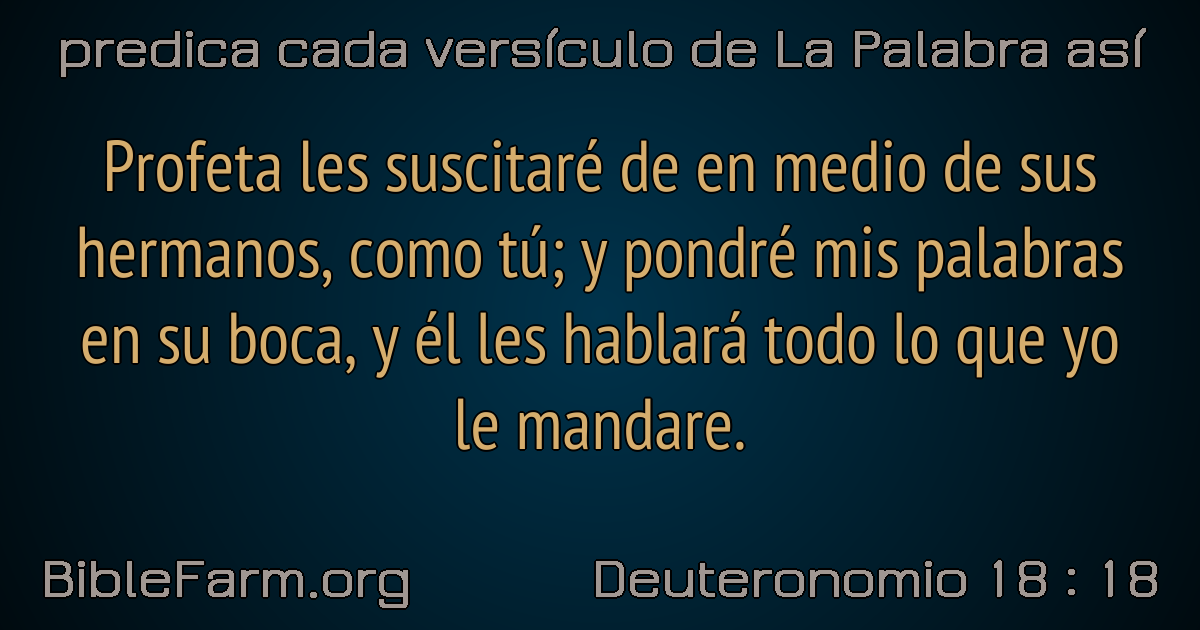 predica cada versículo de La Palabra así
Profeta les suscitaré de en medio de sus
hermanos, como tú; y pondré mis palabras
en su boca, y él les hablará todo lo que yo
le mandare.
BibleFarm.org
Deuteronomio 18 : 18